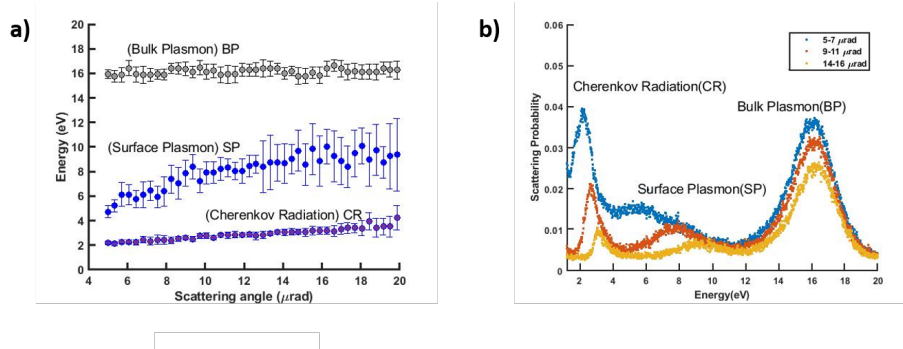 a)
20
18
16
14
12
10
8
6
4
2
0
Energy (eV)
(Bulk Plasmon) BP
(Surface Plasmon) SP
(Cherenkov Radiation) CR
4 6 8 10 12 14 16 18 20
Scattering angle (μrad)
b)
0.06
0.05
0.04
0.03
0.02
0.01
0
Scattering Probability
5-7 μrad
9-11 μrad
14-16 μrad
Cherenkov Radiation(CR)
Bulk Plasmon(BP)
Surface Plasmon(SP)
2 4 6 8 10 12 14 16 18 20
Energy(eV)